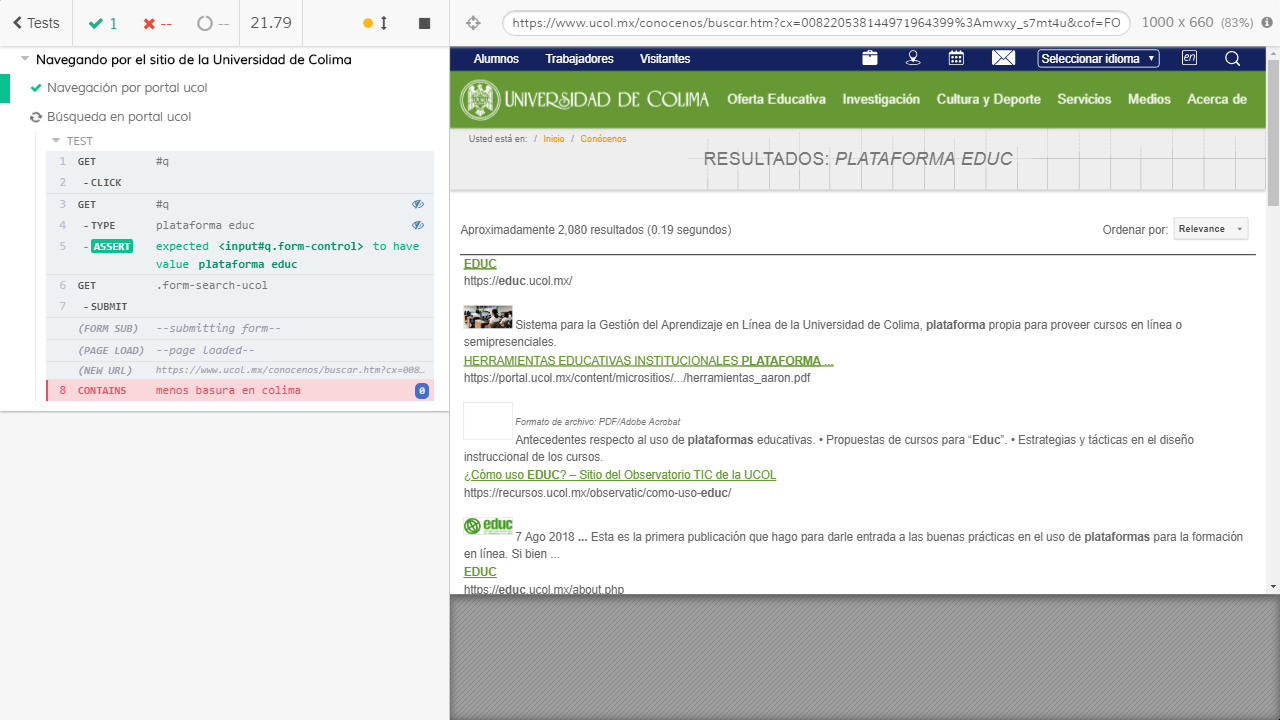 Tests 1 -- -- 21.79
Navegando por el sitio de la Universidad de Colima
Navegación por portal ucol
Búsqueda en portal ucol
TEST
1 GET #q
2 - CLICK
3 GET #q
4 - TYPE plataforma educ
5 - ASSERT expected <input#q.form-control> to have
value plataforma educ
6 GET .form-search-ucol
7 - SUBMIT
(FORM SUB) --submitting form--
(PAGE LOAD) --page loaded--
(NEW URL) https://www.ucol.mx/conocenos/buscar.htm?cx=008…
8 CONTAINS menos basura en colima 0
https://www.ucol.mx/conocenos/buscar.htm?cx=008220538144971964399%3Amwxy_s7mt4u&cof=FO 1000 x 660 (83%)
Alumnos Trabajadores Visitantes Seleccionar idioma en
UNIVERSIDAD DE COLIMA Oferta Educativa Investigación Cultura y Deporte Servicios Medios Acerca de
Usted está en: / Inicio / Conócenos
RESULTADOS: PLATAFORMA EDUC
Aproximadamente 2,080 resultados (0.19 segundos) Ordenar por: Relevance
EDUC
https://educ.ucol.mx/
Sistema para la Gestión del Aprendizaje en Línea de la Universidad de Colima, plataforma propia para proveer cursos en línea o
semipresenciales.
HERRAMIENTAS EDUCATIVAS INSTITUCIONALES PLATAFORMA ...
https://portal.ucol.mx/content/micrositios/.../herramientas_aaron.pdf
Formato de archivo: PDF/Adobe Acrobat
Antecedentes respecto al uso de plataformas educativas. • Propuestas de cursos para “Educ”. • Estrategias y tácticas en el diseño
instruccional de los cursos.
¿Cómo uso EDUC? – Sitio del Observatorio TIC de la UCOL
https://recursos.ucol.mx/observatic/como-uso-educ/
educ
7 Ago 2018 ... Esta es la primera publicación que hago para darle entrada a las buenas prácticas en el uso de plataformas para la formación
en línea. Si bien ...
EDUC
https://educ.ucol.mx/about.php